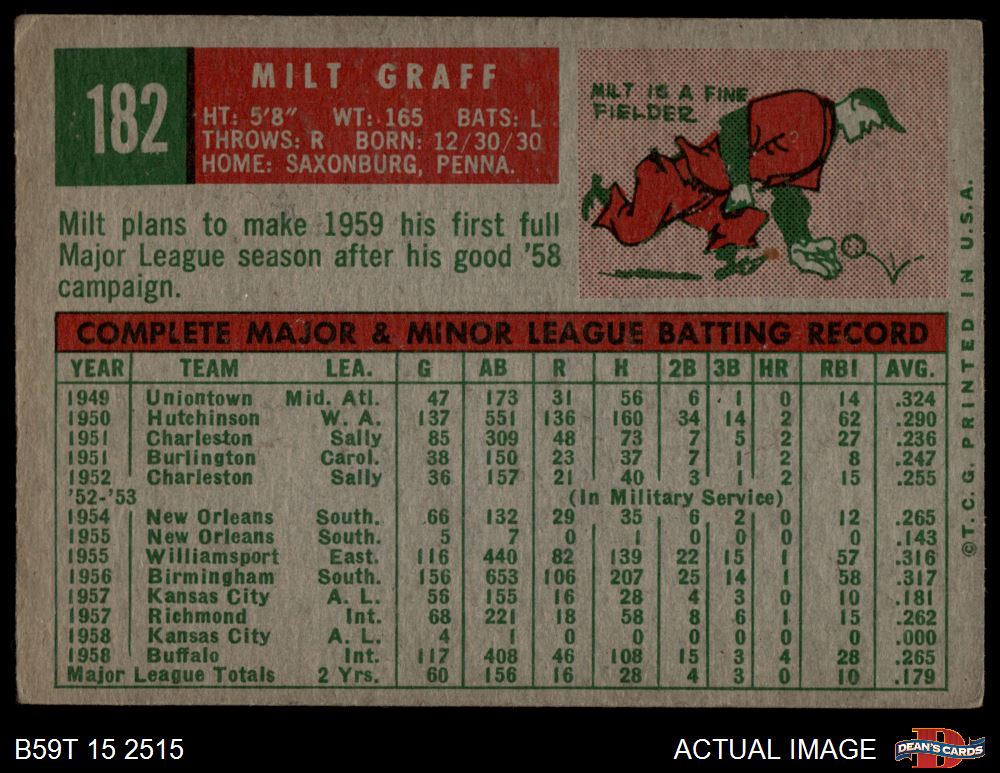 182
MILT GRAFF
HT: 5'8" WT: 165 BATS: L
THROWS: R BORN: 12/30/30
HOME: SAXONBURG, PENNA.
MILT IS A FINE
FIELDER
Milt plans to make 1959 his first full
Major League season after his good '58
campaign.
COMPLETE MAJOR & MINOR LEAGUE BATTING RECORD
YEAR TEAM LEA. G AB R H 2B 3B HR RBI AVG.
1949 Uniontown Mid. Atl. 47 173 31 56 6 1 0 14 .324
1950 Hutchinson W. A. 137 551 136 160 34 14 2 62 .290
1951 Charleston Sally 85 309 48 73 7 5 2 27 .236
1951 Burlington Carol. 38 150 23 37 7 1 2 8 .247
1952 Charleston Sally 36 157 21 40 3 1 2 15 .255
'52-'53 (In Military Service)
1954 New Orleans South. 66 132 29 35 6 2 0 12 .265
1955 New Orleans South. 5 7 0 1 0 0 0 0 .143
1955 Williamsport East. 116 440 82 139 22 15 1 57 .316
1956 Birmingham South. 156 653 106 207 25 14 1 58 .317
1957 Kansas City A. L. 56 155 16 28 4 3 0 10 .181
1957 Richmond Int. 68 221 18 58 8 6 1 15 .262
1958 Kansas City A. L. 4 1 0 0 0 0 0 0 .000
1958 Buffalo Int. 117 408 46 108 15 3 4 28 .265
Major League Totals 2 Yrs. 60 156 16 28 4 3 0 10 .179
©T.C.G. PRINTED IN U.S.A.
B59T 15 2515
ACTUAL IMAGE
D
DEAN'S CARDS